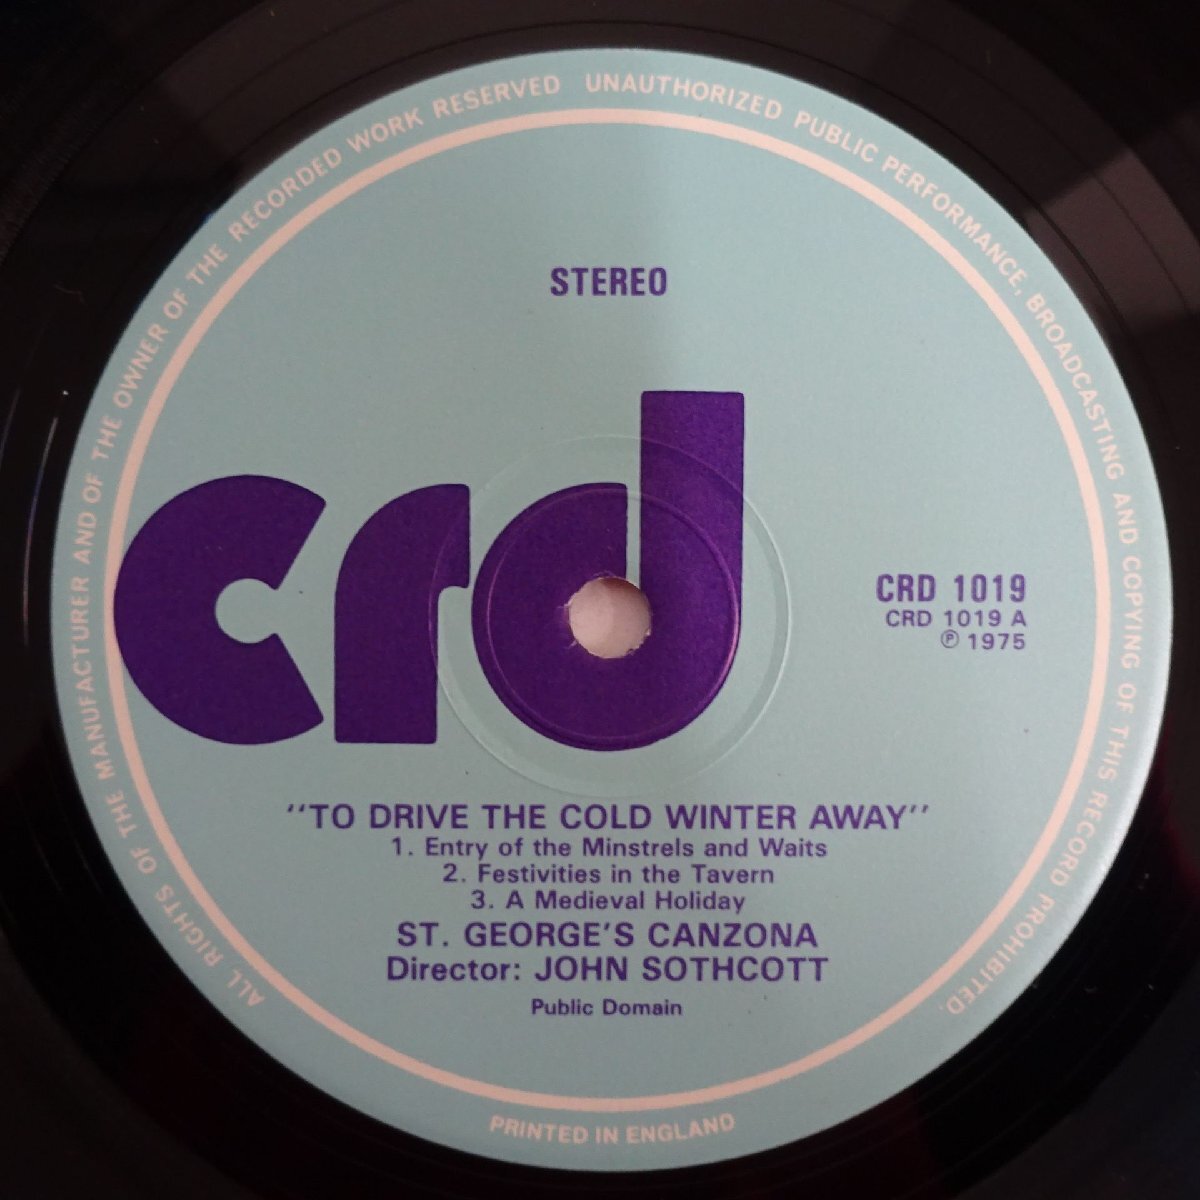 ALL RIGHTS OF THE MANUFACTURER AND OF THE OWNER OF THE RECORDED WORK RESERVED UNAUTHORIZED PUBLIC PERFORMANCE, BROADCASTING AND COPYING OF THIS RECORD PROHIBITED.
STEREO
crd
CRD 1019
CRD 1019 A
℗ 1975
"TO DRIVE THE COLD WINTER AWAY"
1. Entry of the Minstrels and Waits
2. Festivities in the Tavern
3. A Medieval Holiday
ST. GEORGE'S CANZONA
Director: JOHN SOTHCOTT
Public Domain
PRINTED IN ENGLAND